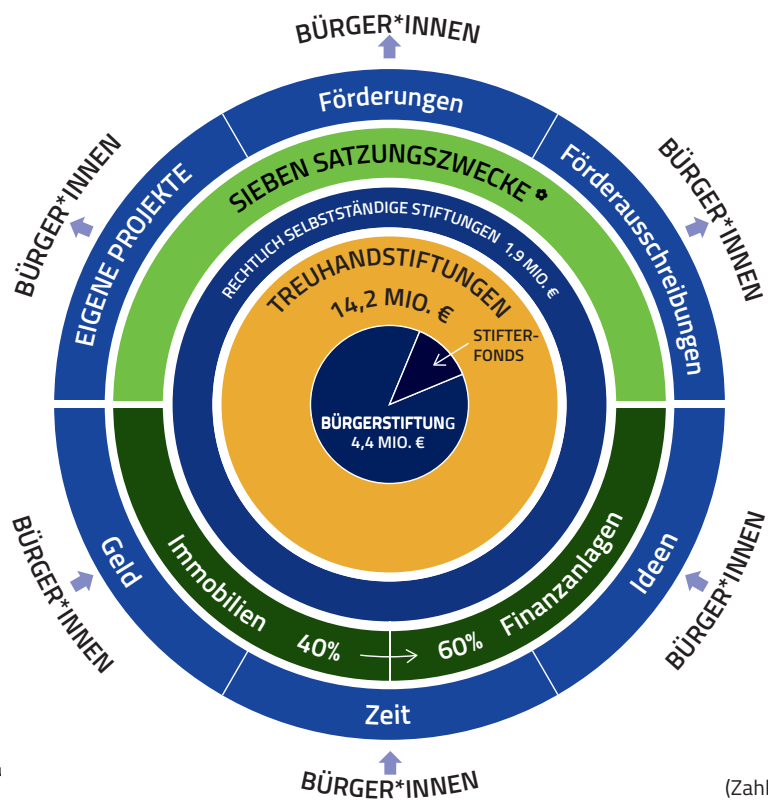 BÜRGER*INNEN
BÜRGER*INNEN
BÜRGER*INNEN
Förderungen
EIGENE PROJEKTE
Förderausschreibungen
SIEBEN SATZUNGSZWECKE *
RECHTLICH SELBSTSTÄNDIGE STIFTUNGEN 1,9 MIO. €
TREUHANDSTIFTUNGEN
14,2 MIO. €
STIFTER-
FONDS
BÜRGERSTIFTUNG
4,4 MIO. €
Geld
Immobilien
40%
60%
Finanzanlagen
Ideen
Zeit
BÜRGER*INNEN
BÜRGER*INNEN
BÜRGER*INNEN
(Zahl